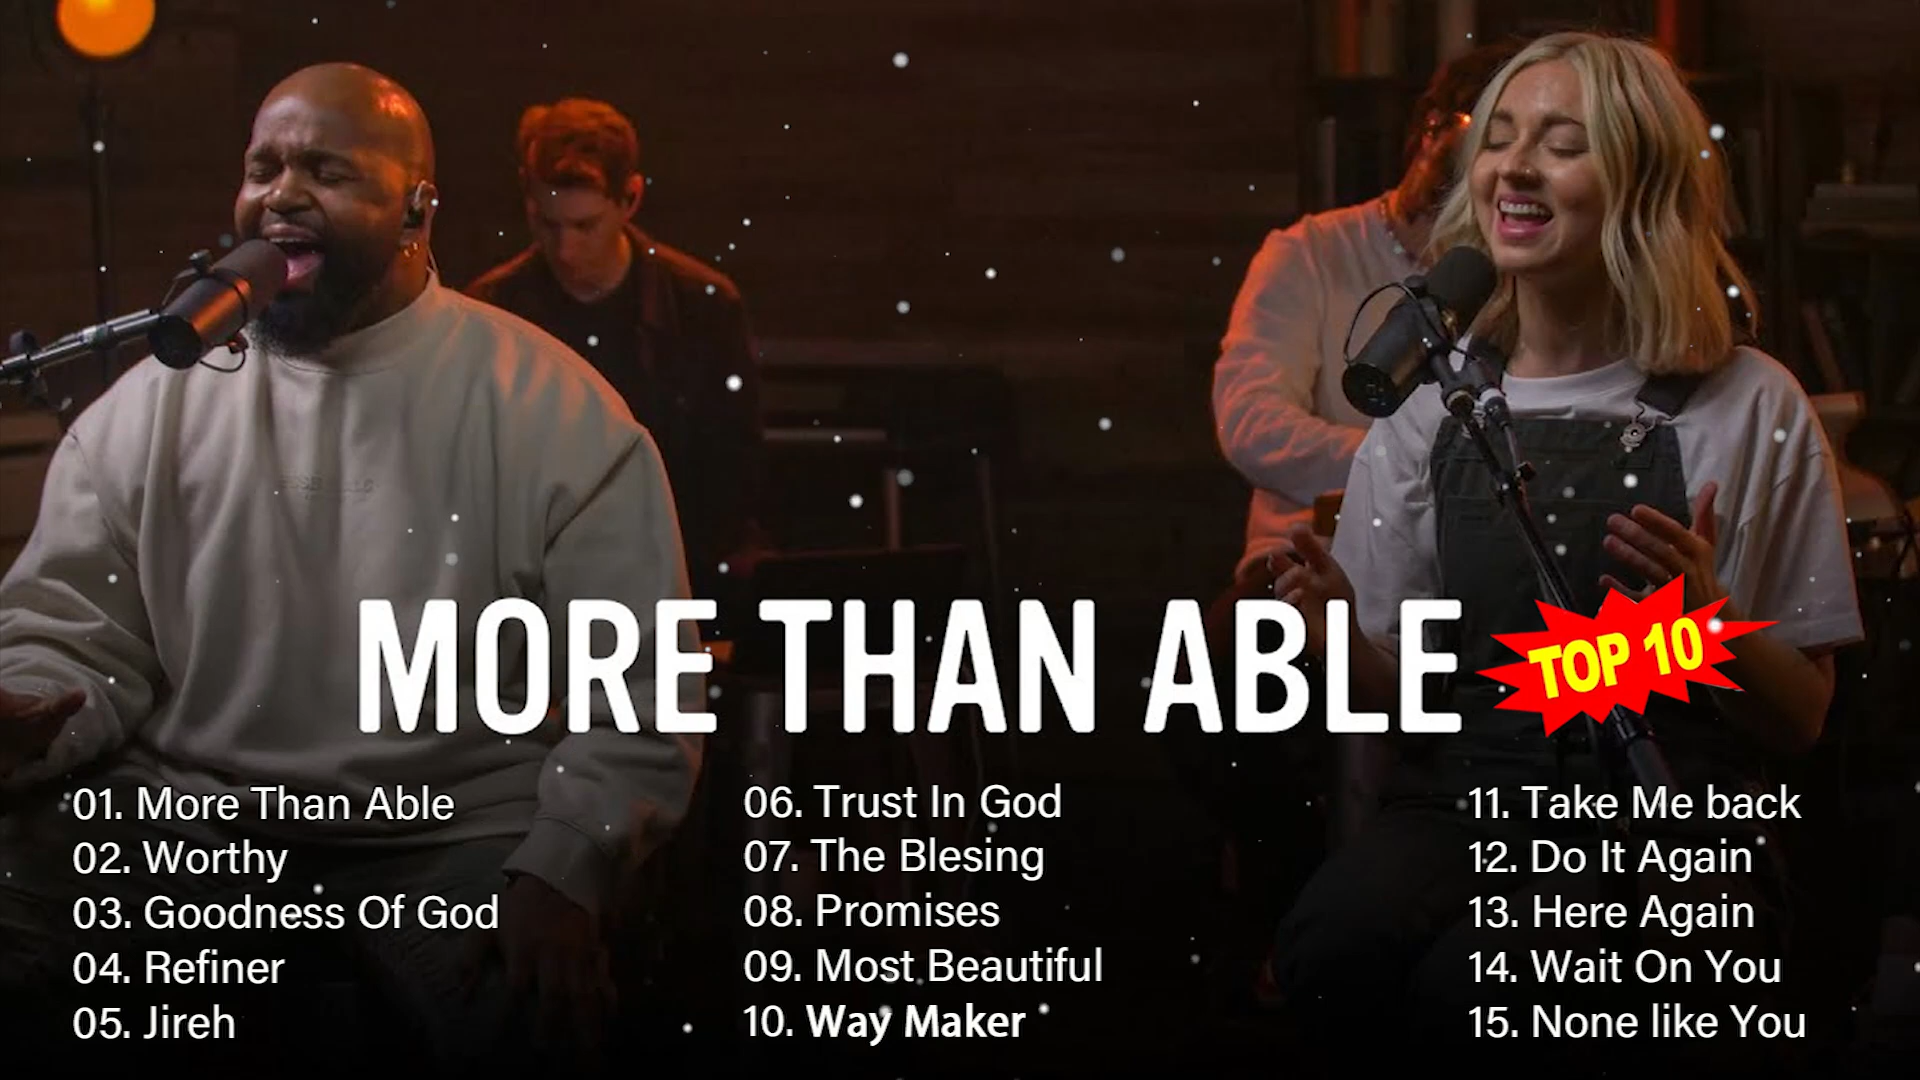 MORE THAN ABLE
TOP 10
01. More Than Able
02. Worthy
03. Goodness Of God
04. Refiner
05. Jireh
06. Trust In God
07. The Blesing
08. Promises
09. Most Beautiful
10. Way Maker
11. Take Me back
12. Do It Again
13. Here Again
14. Wait On You
15. None like You